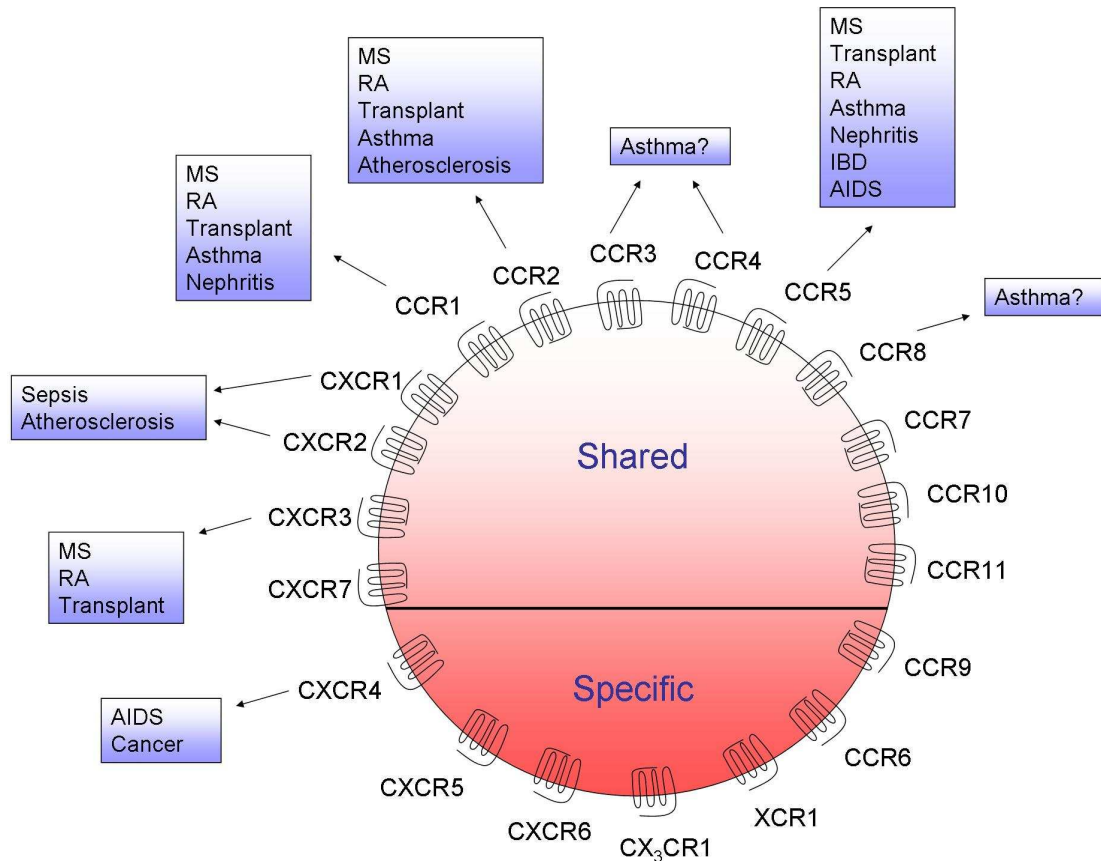 MS
RA
Transplant
Asthma
Atherosclerosis
MS
Transplant
RA
Asthma
Nephritis
IBD
AIDS
Asthma?
MS
RA
Transplant
Asthma
Nephritis
CCR3
CCR4
CCR2
CCR5
CCR1
Asthma?
CCR8
Sepsis
Atherosclerosis
CXCR1
CXCR2
CCR7
Shared
CCR10
CXCR3
MS
RA
Transplant
CCR11
CXCR7
CCR9
Specific
CXCR4
AIDS
Cancer
CCR6
CXCR5
XCR1
CXCR6
CX₃CR1